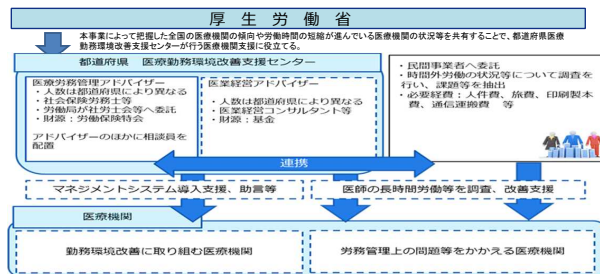 厚生労働省
本事業によって把握した全国の医療機関の傾向や労働時間の短縮が進んでいる医療機関の状況等を共有することで、都道府県医療
勤務環境改善支援センターが行う医療機関支援に役立てる。
都道府県 医療勤務環境改善支援センター
医療労務管理アドバイザー
・人数は都道府県により異なる
・社会保険労務士等
・労働局が社労士会等へ委託
・財源:労働保険特会
アドバイザーのほかに相談員を
配置
医業経営アドバイザー
・人数は都道府県により異なる
・医業経営コンサルタント等
・財源:基金
・民間事業者へ委託
・時間外労働の状況等について調査を
行い、課題等を抽出
・必要経費:人件費、旅費、印刷製本
費、通信運搬費 等
連携
マネジメントシステム導入支援、助言等
医師の長時間労働等を調査、改善支援
医療機関
勤務環境改善に取り組む医療機関
労務管理上の問題等をかかえる医療機関